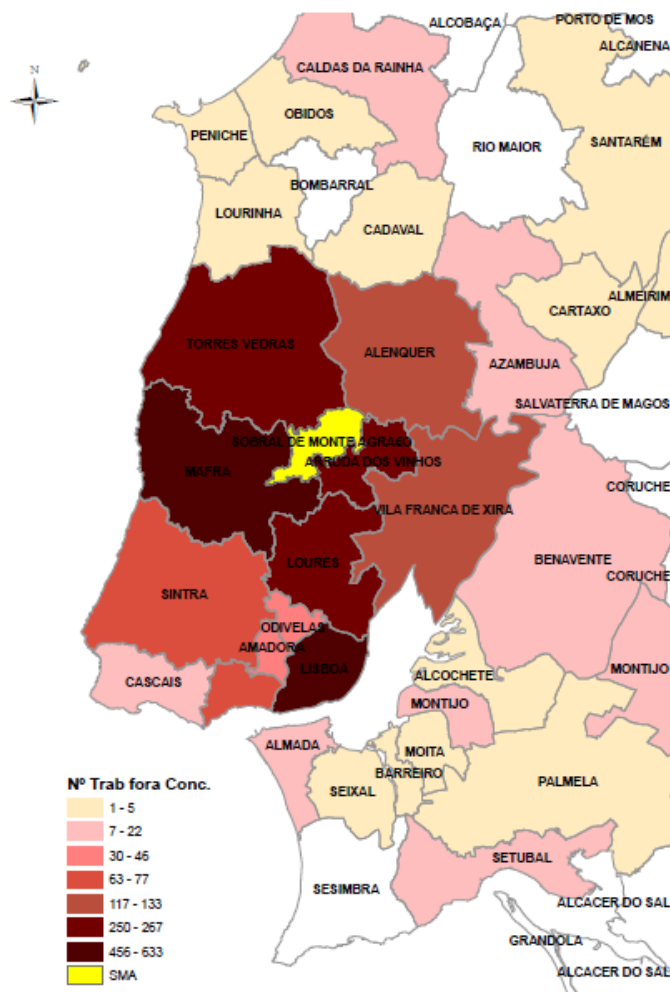 ALCOBAÇA
PORTO DE MOS
ALCANENA
CALDAS DA RAINHA
N
OBIDOS
PENICHE
RIO MAIOR
SANTARÉM
BOMBARRAL
LOURINHA
CADAVAL
ALMEIRIM
CARTAXO
TORRES VEDRAS
ALENQUER
AZAMBUJA
SALVATERRA DE MAGOS
SOBRAL DE MONTE AGRAÇO
ARRUDA DOS VINHOS
MAFRA
CORUCHE
VILA FRANCA DE XIRA
LOURES
BENAVENTE
CORUCHE
SINTRA
ODIVELAS
AMADORA
LISBOA
CASCAIS
ALCOCHETE
MONTIJO
MONTIJO
ALMADA
MOITA
BARREIRO
SEIXAL
PALMELA
SETUBAL
SESIMBRA
ALCACER DO SAL
GRANDOLA
ALCACER DO SAL
Nº Trab fora Conc.
1 - 5
7 - 22
30 - 46
63 - 77
117 - 133
250 - 267
456 - 633
SMA